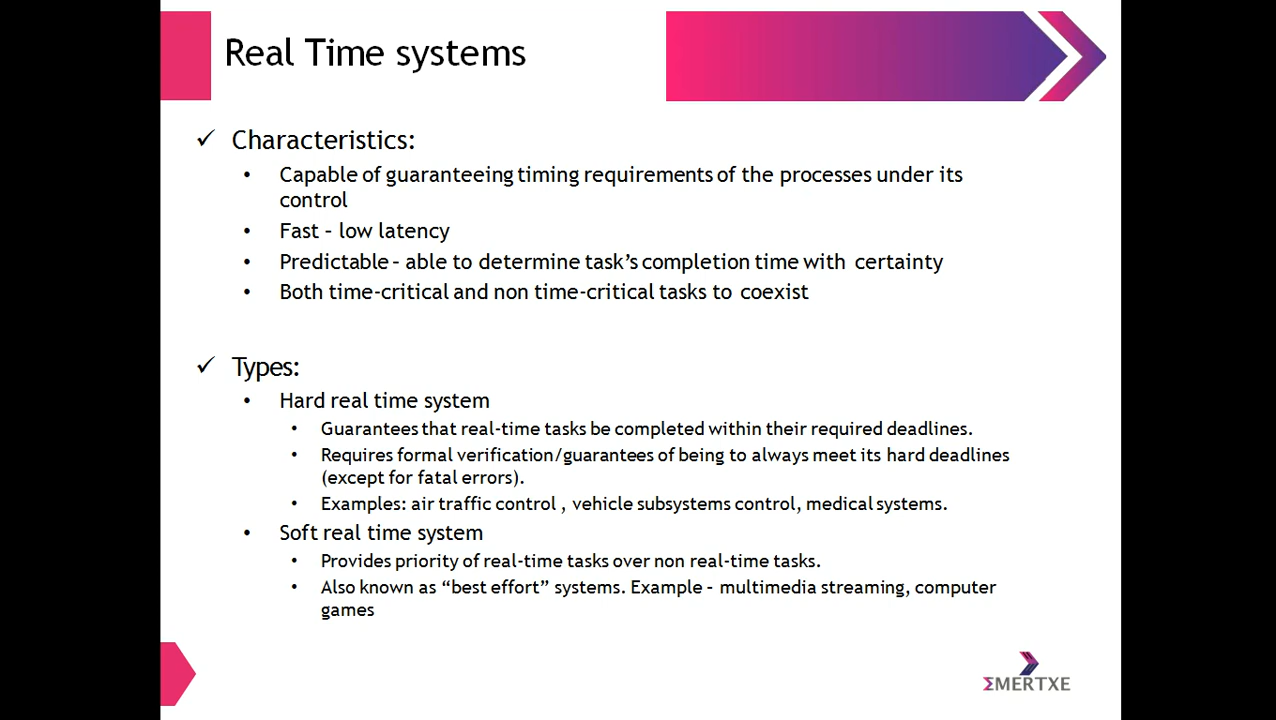 Real Time systems
✓ Characteristics:
• Capable of guaranteeing timing requirements of the processes under its
control
• Fast – low latency
• Predictable – able to determine task's completion time with certainty
• Both time-critical and non time-critical tasks to coexist
✓ Types:
• Hard real time system
• Guarantees that real-time tasks be completed within their required deadlines.
• Requires formal verification/guarantees of being to always meet its hard deadlines
(except for fatal errors).
• Examples: air traffic control , vehicle subsystems control, medical systems.
• Soft real time system
• Provides priority of real-time tasks over non real-time tasks.
• Also known as “best effort” systems. Example – multimedia streaming, computer
games
ΣMERTXE